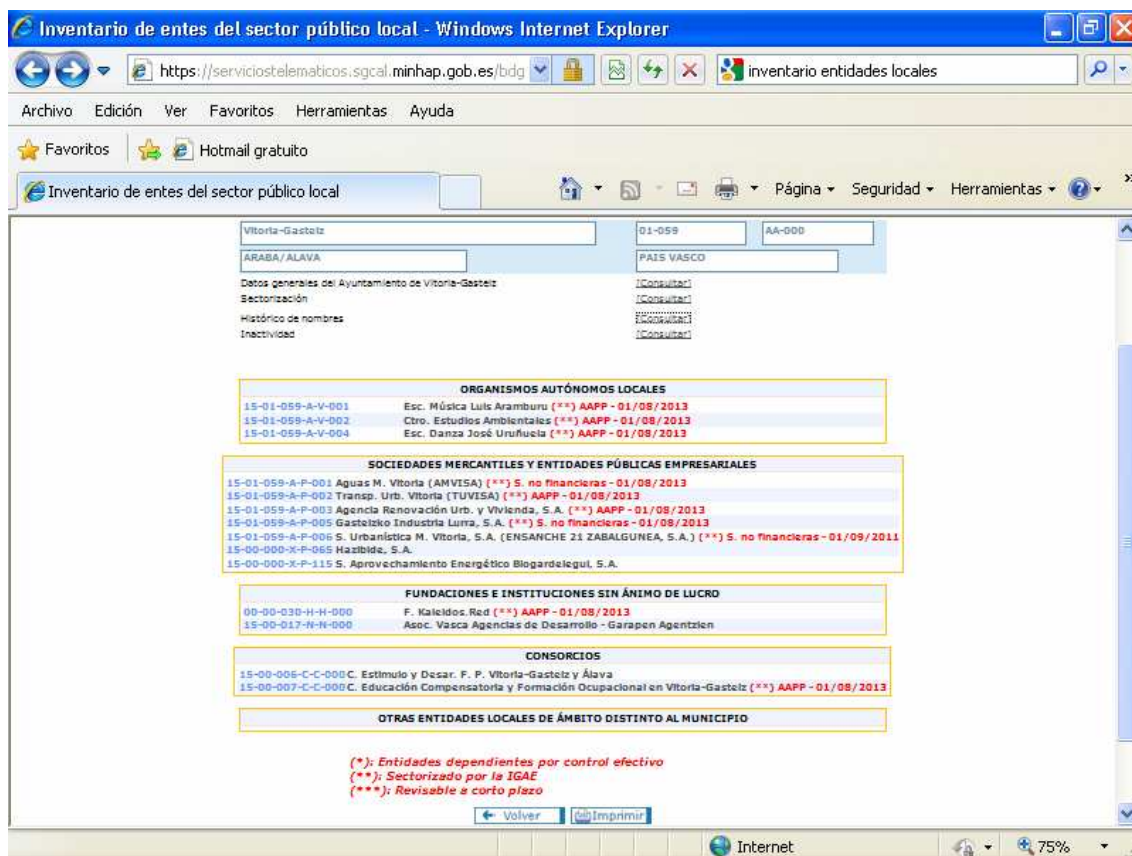 Inventario de entes del sector público local - Windows Internet Explorer
https://serviciostelematicos.sgcal.minhap.gob.es/bdg
inventario entidades locales
Archivo Edición Ver Favoritos Herramientas Ayuda
Favoritos Hotmail gratuito
Inventario de entes del sector público local Página Seguridad Herramientas »
Vitoria-Gasteiz 01-059 AA-000
ARABA/ALAVA PAIS VASCO
Datos generales del Ayuntamiento de Vitoria-Gasteiz [Consultar]
Sectorización [Consultar]
Histórico de nombres [Consultar]
Inactividad [Consultar]
ORGANISMOS AUTÓNOMOS LOCALES
15-01-059-A-V-001 Esc. Música Luis Aramburu (**) AAPP - 01/08/2013
15-01-059-A-V-002 Ctro. Estudios Ambientales (**) AAPP - 01/08/2013
15-01-059-A-V-004 Esc. Danza José Uruñuela (**) AAPP - 01/08/2013
SOCIEDADES MERCANTILES Y ENTIDADES PÚBLICAS EMPRESARIALES
15-01-059-A-P-001 Aguas M. Vitoria (AMVISA) (**) S. no financieras - 01/08/2013
15-01-059-A-P-002 Transp. Urb. Vitoria (TUVISA) (**) AAPP - 01/08/2013
15-01-059-A-P-003 Agencia Renovación Urb. y Vivienda, S.A. (**) AAPP - 01/08/2013
15-01-059-A-P-005 Gasteizko Industria Lurra, S.A. (**) S. no financieras - 01/08/2013
15-01-059-A-P-006 S. Urbanística M. Vitoria, S.A. (ENSANCHE 21 ZABALGUNEA, S.A.) (**) S. no financieras - 01/09/2011
15-00-000-X-P-065 Hazibide, S.A.
15-00-000-X-P-115 S. Aprovechamiento Energético Biogardelegui, S.A.
FUNDACIONES E INSTITUCIONES SIN ÁNIMO DE LUCRO
00-00-030-H-H-000 F. Kaleidos.Red (**) AAPP - 01/08/2013
15-00-017-N-N-000 Asoc. Vasca Agencias de Desarrollo - Garapen Agentzien
CONSORCIOS
15-00-006-C-C-000 C. Estimulo y Desar. F. P. Vitoria-Gasteiz y Álava
15-00-007-C-C-000 C. Educación Compensatoria y Formación Ocupacional en Vitoria-Gasteiz (**) AAPP - 01/08/2013
OTRAS ENTIDADES LOCALES DE ÁMBITO DISTINTO AL MUNICIPIO
(*): Entidades dependientes por control efectivo
(**): Sectorizado por la IGAE
(***): Revisable a corto plazo
Volver Imprimir
Internet 75%